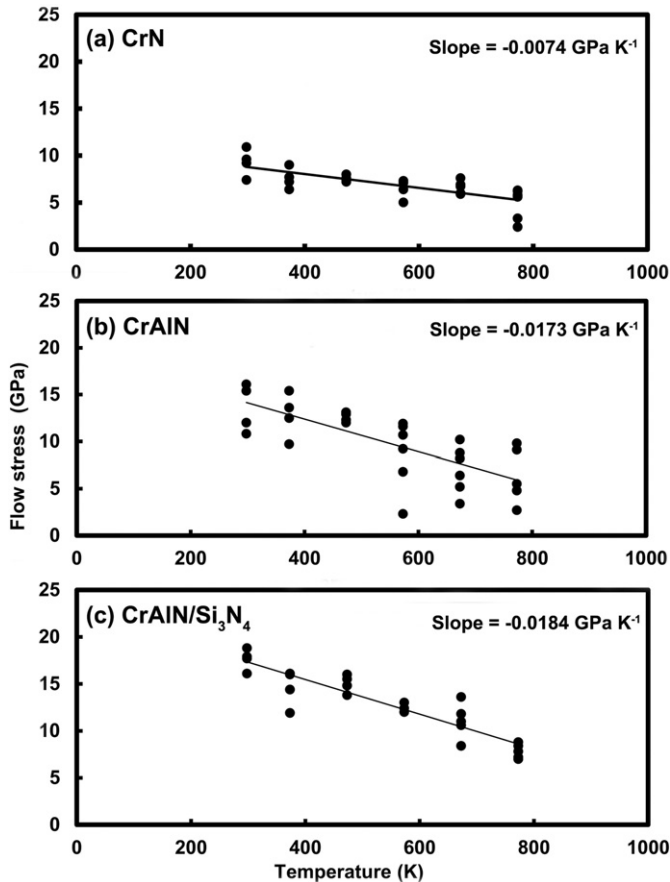 25
(a) CrN
Slope = -0.0074 GPa K⁻¹
20
15
10
5
0
0 200 400 600 800 1000
25
(b) CrAlN
Slope = -0.0173 GPa K⁻¹
20
15
10
5
0
0 200 400 600 800 1000
Flow stress (GPa)
25
(c) CrAlN/Si₃N₄
Slope = -0.0184 GPa K⁻¹
20
15
10
5
0
0 200 400 600 800 1000
Temperature (K)